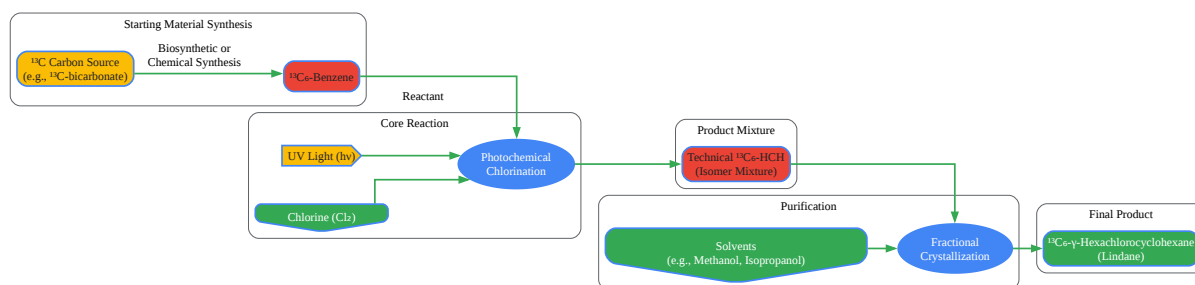 Starting Material Synthesis
¹³C Carbon Source
(e.g., ¹³C-bicarbonate)
Biosynthetic or
Chemical Synthesis
¹³C₆-Benzene
Reactant
Core Reaction
UV Light (hν)
Chlorine (Cl₂)
Photochemical
Chlorination
Product Mixture
Technical ¹³C₆-HCH
(Isomer Mixture)
Purification
Solvents
(e.g., Methanol, Isopropanol)
Fractional
Crystallization
Final Product
¹³C₆-γ-Hexachlorocyclohexane
(Lindane)